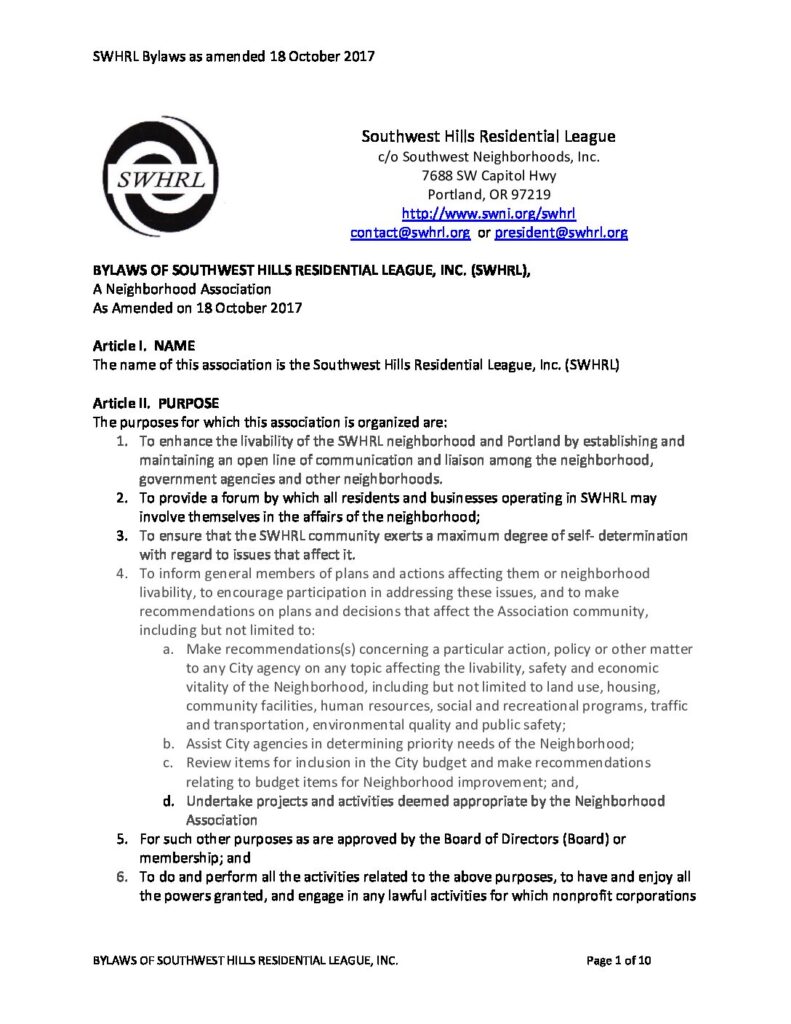 SWHRL Bylaws as amended 18 October 2017
SWHRL
Southwest Hills Residential League
c/o Southwest Neighborhoods, Inc.
7688 SW Capitol Hwy
Portland, OR 97219
http://www.swni.org/swhrl
contact@swhrl.org or president@swhrl.org
BYLAWS OF SOUTHWEST HILLS RESIDENTIAL LEAGUE, INC. (SWHRL),
A Neighborhood Association
As Amended on 18 October 2017
Article I. NAME
The name of this association is the Southwest Hills Residential League, Inc. (SWHRL)
Article II. PURPOSE
The purposes for which this association is organized are:
1. To enhance the livability of the SWHRL neighborhood and Portland by establishing and
maintaining an open line of communication and liaison among the neighborhood,
government agencies and other neighborhoods.
2. To provide a forum by which all residents and businesses operating in SWHRL may
involve themselves in the affairs of the neighborhood;
3. To ensure that the SWHRL community exerts a maximum degree of self- determination
with regard to issues that affect it.
4. To inform general members of plans and actions affecting them or neighborhood
livability, to encourage participation in addressing these issues, and to make
recommendations on plans and decisions that affect the Association community,
including but not limited to:
a. Make recommendations(s) concerning a particular action, policy or other matter
to any City agency on any topic affecting the livability, safety and economic
vitality of the Neighborhood, including but not limited to land use, housing,
community facilities, human resources, social and recreational programs, traffic
and transportation, environmental quality and public safety;
b. Assist City agencies in determining priority needs of the Neighborhood;
c. Review items for inclusion in the City budget and make recommendations
relating to budget items for Neighborhood improvement; and,
d. Undertake projects and activities deemed appropriate by the Neighborhood
Association
5. For such other purposes as are approved by the Board of Directors (Board) or
membership; and
6. To do and perform all the activities related to the above purposes, to have and enjoy all
the powers granted, and engage in any lawful activities for which nonprofit corporations
BYLAWS OF SOUTHWEST HILLS RESIDENTIAL LEAGUE, INC. Page 1 of 10